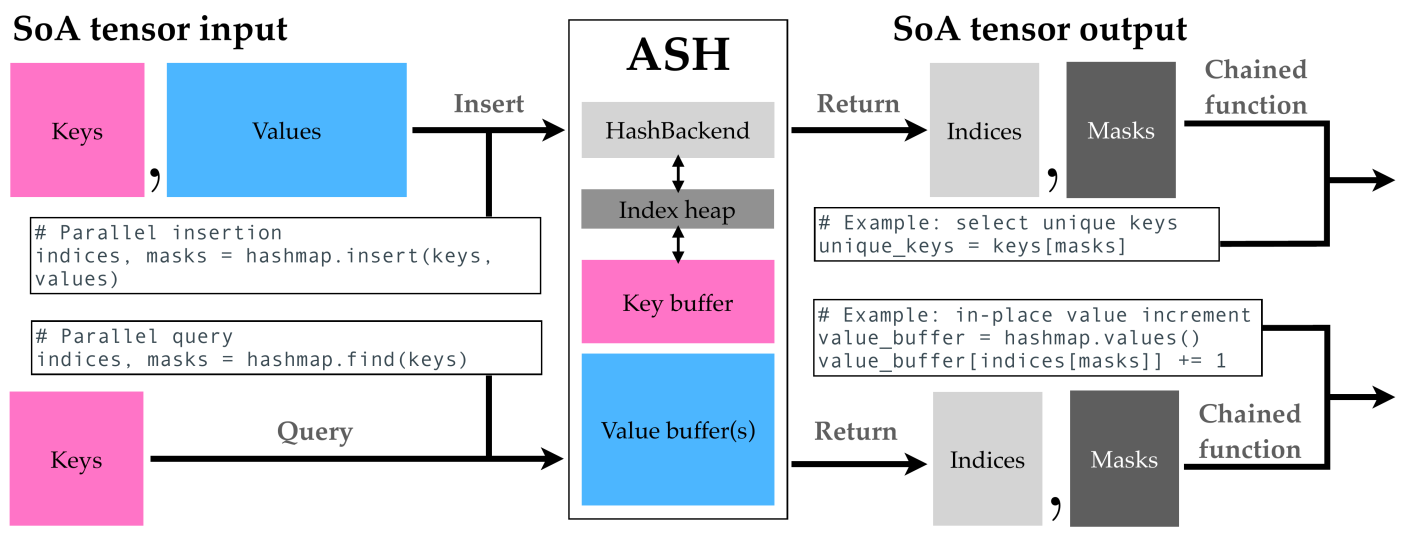 SoA tensor input
ASH
SoA tensor output
Keys
,
Values
Insert
HashBackend
Index heap
Key buffer
Value buffer(s)
Return
Indices
,
Masks
Chained
function
# Parallel insertion
indices, masks = hashmap.insert(keys,
values)
# Example: select unique keys
unique_keys = keys[masks]
# Parallel query
indices, masks = hashmap.find(keys)
# Example: in-place value increment
value_buffer = hashmap.values()
value_buffer[indices[masks]] += 1
Keys
Query
Return
Indices
,
Masks
Chained
function